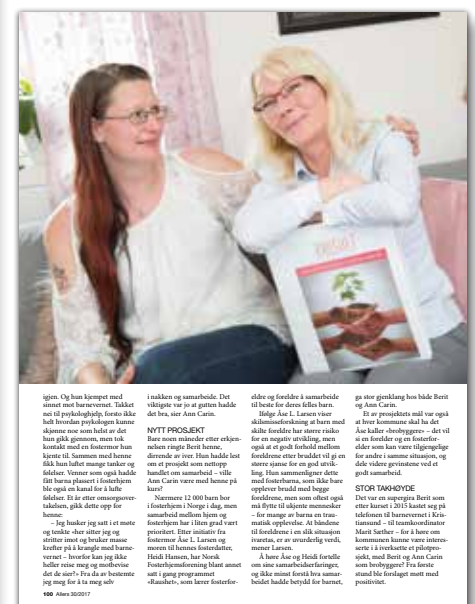 igjen. Og hun kjempet med
sinnet mot barnevernet. Takket
nei til psykologhjelp, forsto ikke
helt hvordan psykologen kunne
skjønne noe som helst av det
hun gikk gjennom, men tok
kontakt med en fostermor hun
kjente til. Sammen med henne
fikk hun luftet mange tanker og
følelser. Venner som også hadde
fått barna plassert i fosterhjem
ble også en kanal for å lufte
følelser. Et år etter omsorgsover-
takelsen, gikk dette opp for
henne:
– Jeg husker jeg satt i et møte
og tenkte «her sitter jeg og
stritter imot og bruker masse
krefter på å krangle med barne-
vernet – hvorfor kan jeg ikke
heller reise meg og motbevise
det de sier?» Fra da av bestemte
jeg meg for å ta meg selv
i nakken og samarbeide. Det
viktigste var jo at gutten hadde
det bra, sier Ann Carin.
NYTT PROSJEKT
Bare noen måneder etter erkjen-
nelsen ringte Berit henne,
dirrende av iver. Hun hadde lest
om et prosjekt som nettopp
handlet om samarbeid – ville
Ann Carin være med henne på
kurs?
Nærmere 12 000 barn bor
i fosterhjem i Norge i dag, men
samarbeid mellom hjem og
fosterhjem har i liten grad vært
prioritert. Etter initiativ fra
fostermor Åse L. Larsen og
moren til hennes fosterdatter,
Heidi Hansen, har Norsk
Fosterhjemsforening blant annet
satt i gang programmet
«Raushet», som lærer fosterfor-
eldre og foreldre å samarbeide
til beste for deres felles barn.
Ifølge Åse L. Larsen viser
skilsmisseforskning at barn med
skilte foreldre har større risiko
for en negativ utvikling, men
også at et godt forhold mellom
foreldrene etter bruddet vil gi en
større sjanse for en god utvik-
ling. Hun sammenligner dette
med fosterbarna, som ikke bare
opplever brudd med begge
foreldrene, men som oftest også
må flytte til ukjente mennesker
– for mange av barna en trau-
matisk opplevelse. At båndene
til foreldrene i en slik situasjon
ivaretas, er av uvurderlig verdi,
mener Larsen.
Å høre Åse og Heidi fortelle
om sine samarbeidserfaringer,
og ikke minst forstå hva samar-
beidet hadde betydd for barnet,
ga stor gjenklang hos både Berit
og Ann Carin.
Et av prosjektets mål var også
at hver kommune skal ha det
Åse kaller «brobyggere» – det vil
si en forelder og en fosterfor-
elder som kan være tilgjengelige
for andre i samme situasjon, og
dele videre gevinstene ved et
godt samarbeid.
STOR TAKHØYDE
Det var en supergira Berit som
etter kurset i 2015 kastet seg på
telefonen til barnevernet i Kris-
tiansund – til teamkoordinator
Marit Sæther – for å høre om
kommunen kunne være interes-
serte i å iverksette et pilotpro-
sjekt, med Berit og Ann Carin
som brobyggere? Fra første
stund ble forslaget møtt med
positivitet.
100 Allers 30/2017